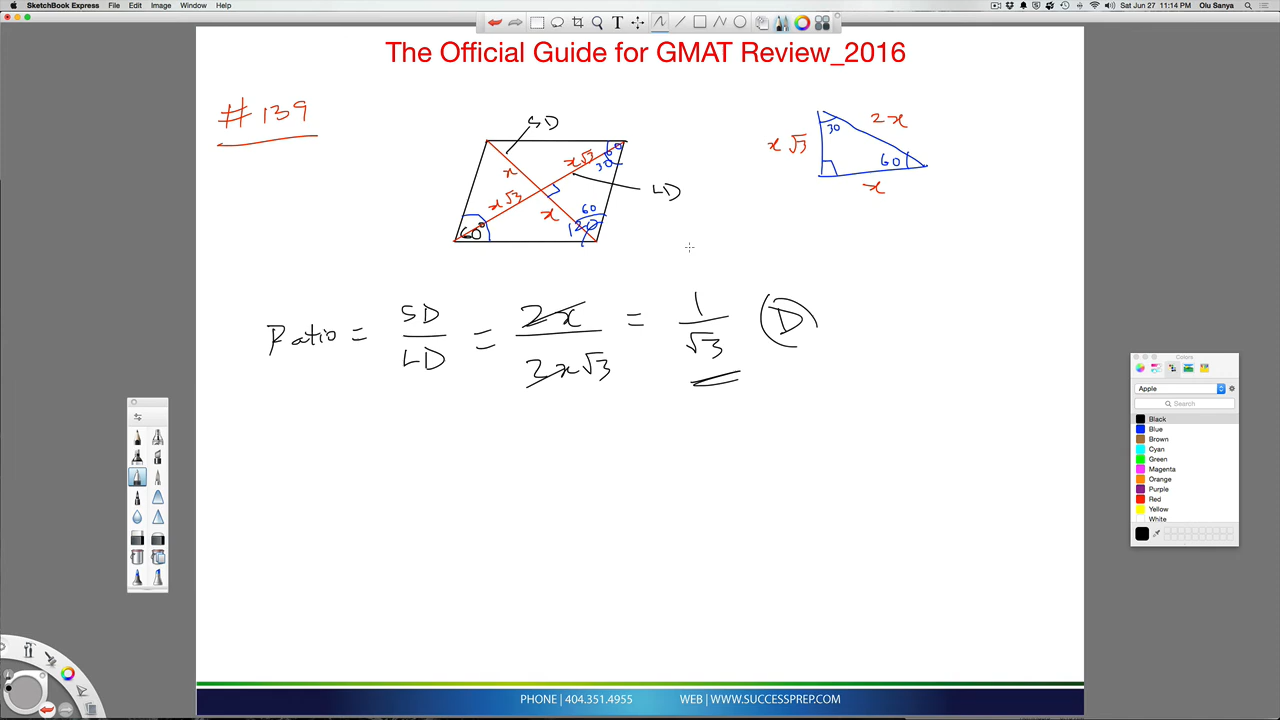 SketchBook Express File Edit Image Window Help
Sat Jun 27 11:14 PM Olu Sanya
The Official Guide for GMAT Review_2016
#139
SD
x
x√3
30
60
LD
x√3
x
60°
120
30
2x
x√3
60
x
Ratio = SD/LD = 2x/2x√3 = 1/√3 D
Colors
Apple
Search
Black
Blue
Brown
Cyan
Green
Magenta
Orange
Purple
Red
Yellow
White
PHONE | 404.351.4955 WEB | WWW.SUCCESSPREP.COM